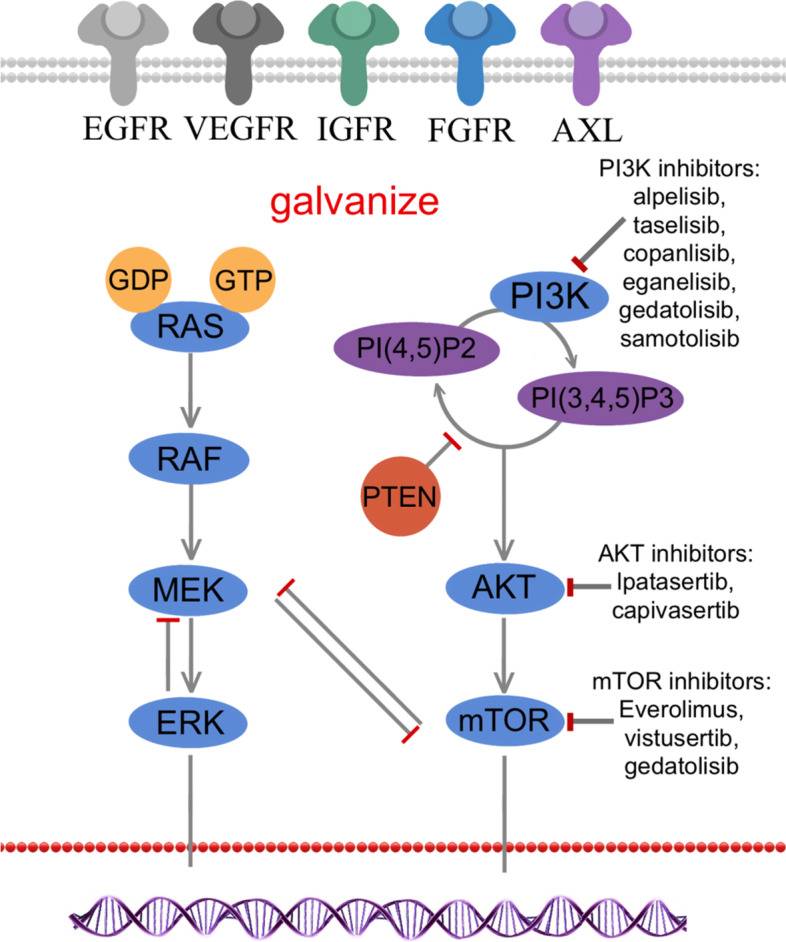 EGFR VEGFR IGFR FGFR AXL
galvanize
PI3K inhibitors:
alpelisib,
taselisib,
copanlisib,
eganelisib,
gedatolisib,
samotolisib
GDP
GTP
RAS
PI3K
PI(4,5)P2
PI(3,4,5)P3
RAF
PTEN
MEK
AKT
AKT inhibitors:
Ipatasertib,
capivasertib
ERK
mTOR
mTOR inhibitors:
Everolimus,
vistusertib,
gedatolisib